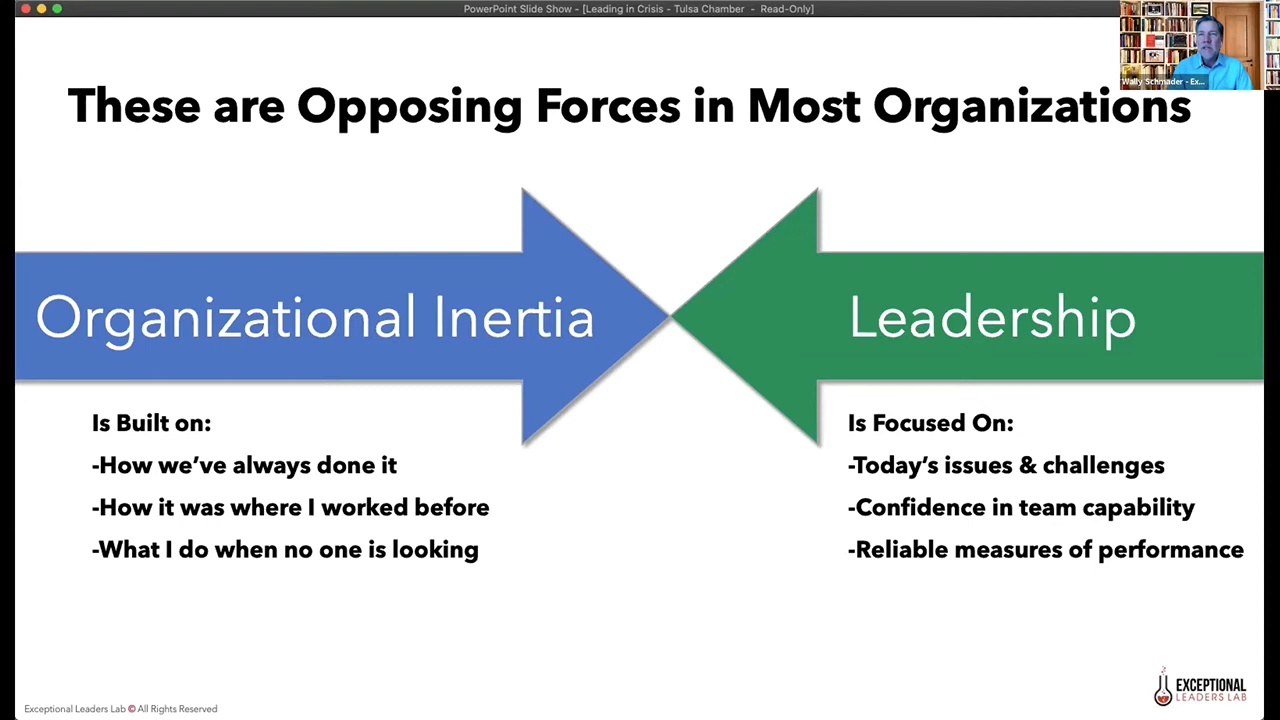 PowerPoint Slide Show - [Leading in Crisis - Tulsa Chamber - Read-Only]
Wally Schmader - Ex...
These are Opposing Forces in Most Organizations
Organizational Inertia
Leadership
Is Built on:
-How we've always done it
-How it was where I worked before
-What I do when no one is looking
Is Focused On:
-Today's issues & challenges
-Confidence in team capability
-Reliable measures of performance
EXCEPTIONAL
LEADERS LAB
Exceptional Leaders Lab © All Rights Reserved